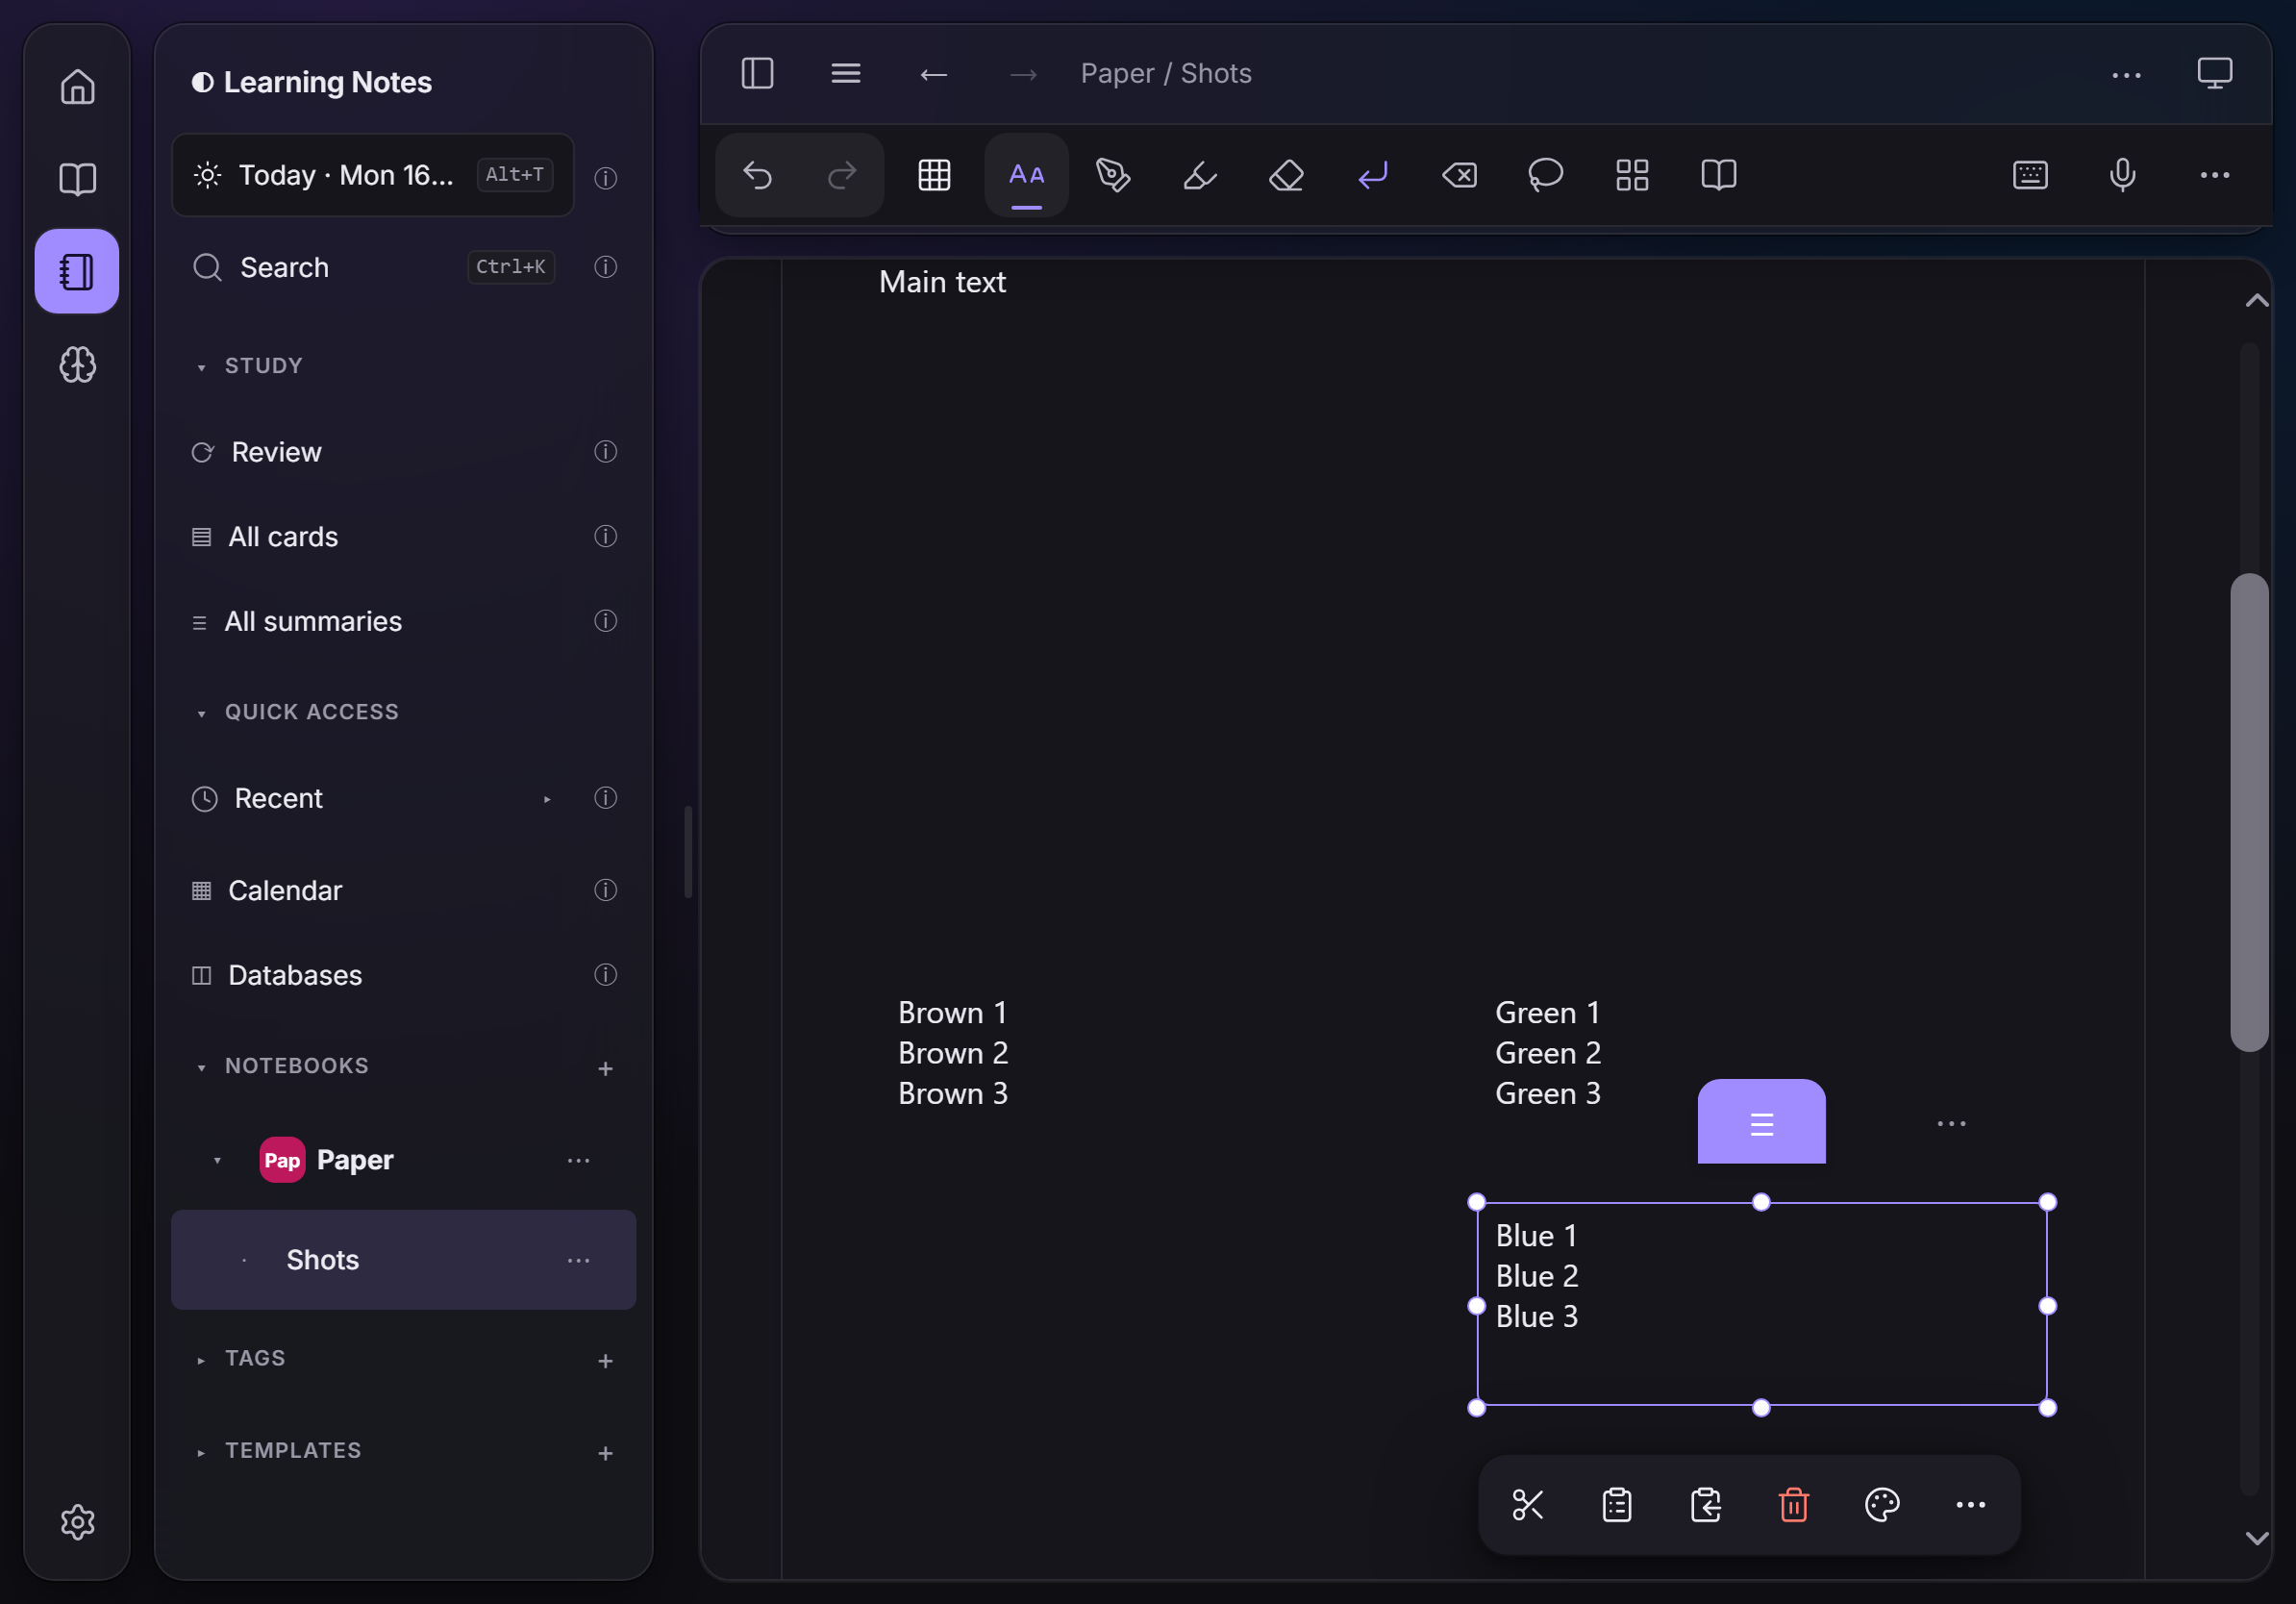 Learning Notes
Today · Mon 16... Alt+T
Search Ctrl+K
STUDY
Review
All cards
All summaries
QUICK ACCESS
Recent
Calendar
Databases
NOTEBOOKS
Pap Paper
Shots
TAGS
TEMPLATES
Paper / Shots
AA
Main text
Brown 1
Brown 2
Brown 3
Green 1
Green 2
Green 3
Blue 1
Blue 2
Blue 3